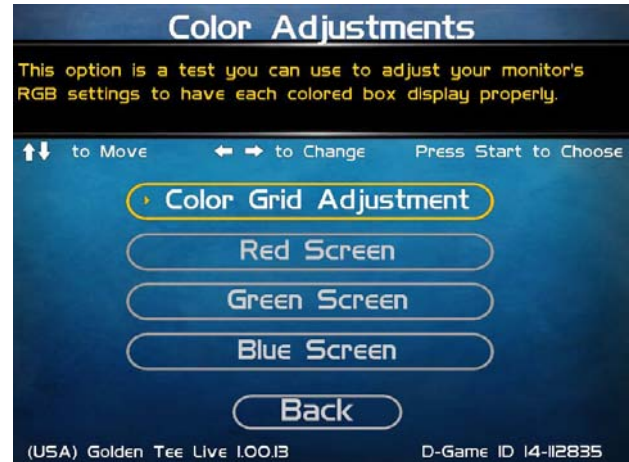 Color Adjustments
This option is a test you can use to adjust your monitor's
RGB settings to have each colored box display properly.
to Move to Change Press Start to Choose
Color Grid Adjustment
Red Screen
Green Screen
Blue Screen
Back
(USA) Golden Tee Live 1.00.13 D-Game ID 14-112835